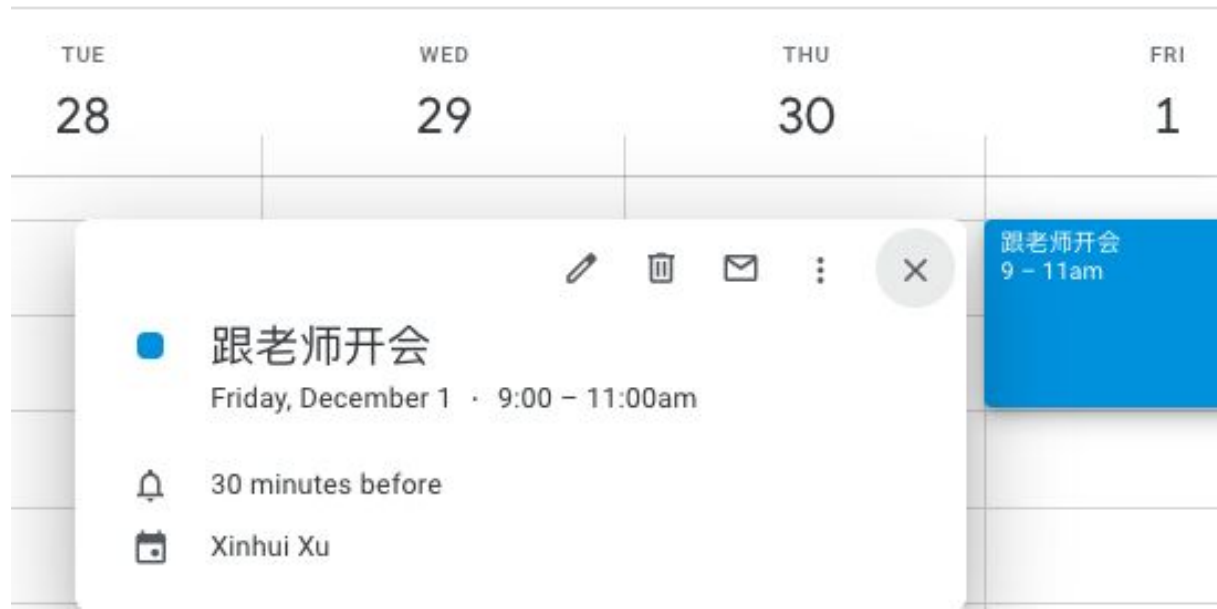 TUE
WED
THU
FRI
28
29
30
1
跟老师开会
9 – 11am
跟老师开会
Friday, December 1 · 9:00 – 11:00am
30 minutes before
Xinhui Xu